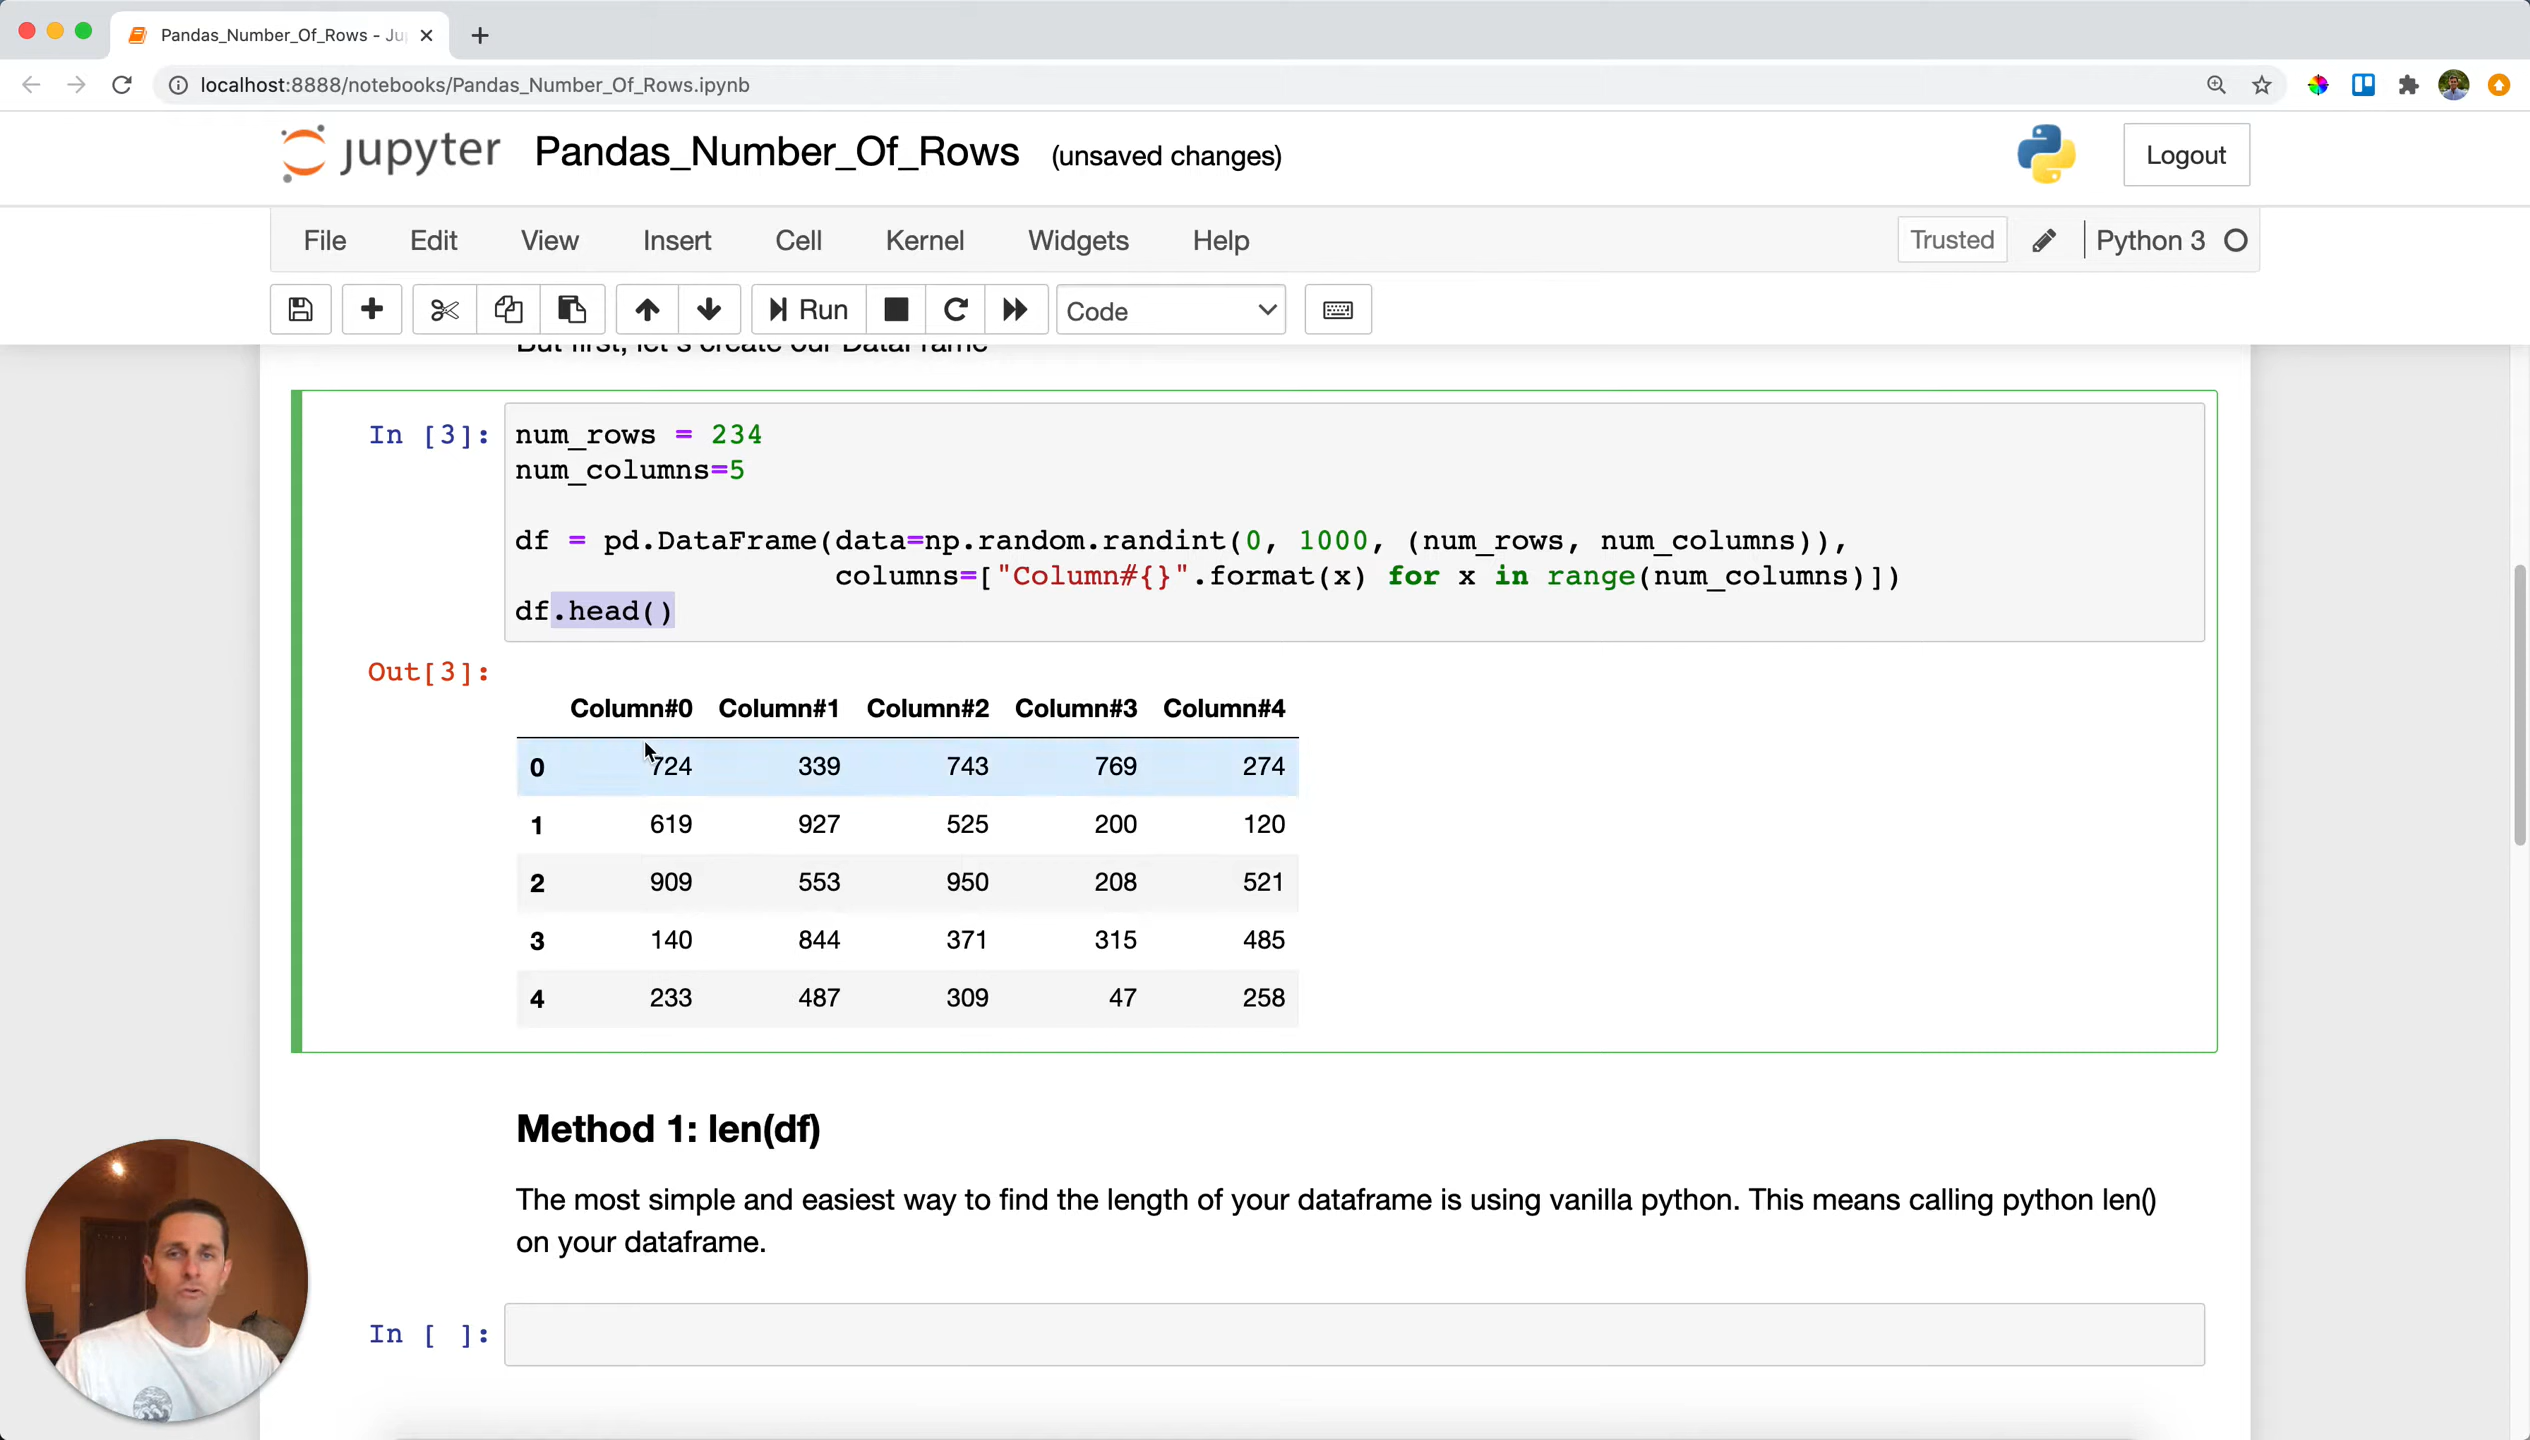 Pandas_Number_Of_Rows - Ju
localhost:8888/notebooks/Pandas_Number_Of_Rows.ipynb
jupyter Pandas_Number_Of_Rows (unsaved changes)
Logout
File Edit View Insert Cell Kernel Widgets Help
Trusted Python 3
Run Code
But first, let's create our DataFrame
In [3]: num_rows = 234
num_columns=5
df = pd.DataFrame(data=np.random.randint(0, 1000, (num_rows, num_columns)),
columns=["Column#{}".format(x) for x in range(num_columns)])
df.head()
Out[3]:
Column#0 Column#1 Column#2 Column#3 Column#4
0 724 339 743 769 274
1 619 927 525 200 120
2 909 553 950 208 521
3 140 844 371 315 485
4 233 487 309 47 258
Method 1: len(df)
The most simple and easiest way to find the length of your dataframe is using vanilla python. This means calling python len()
on your dataframe.
In [ ]: